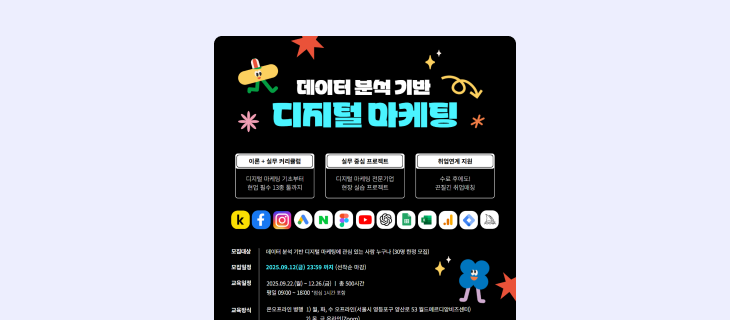 데이터 분석 기반
디지털 마케팅
이론 + 실무 커리큘럼
실무 중심 프로젝트
취업연계 지원
디지털 마케팅 기초부터
현업 필수 13종 툴까지
디지털 마케팅 전문기업
현장 실습 프로젝트
수료 후에도!
끈질긴 취업매칭
모집대상 데이터 분석 기반 디지털 마케팅에 관심 있는 사람 누구나 (30명 한정 모집)
모집일정 2025.09.12(금) 23:59 까지 (선착순 마감)
교육일정 2025.09.22.(월) ~ 12.26.(금) ㅣ 총 500시간
평일 09:00 ~ 18:00 *점심 1시간 포함
교육방식 온오프라인 병행 1) 월, 화, 수 오프라인(서울시 영등포구 양산로 53 월드메르디앙비즈센터)
2) 목, 금 온라인(Zoom)